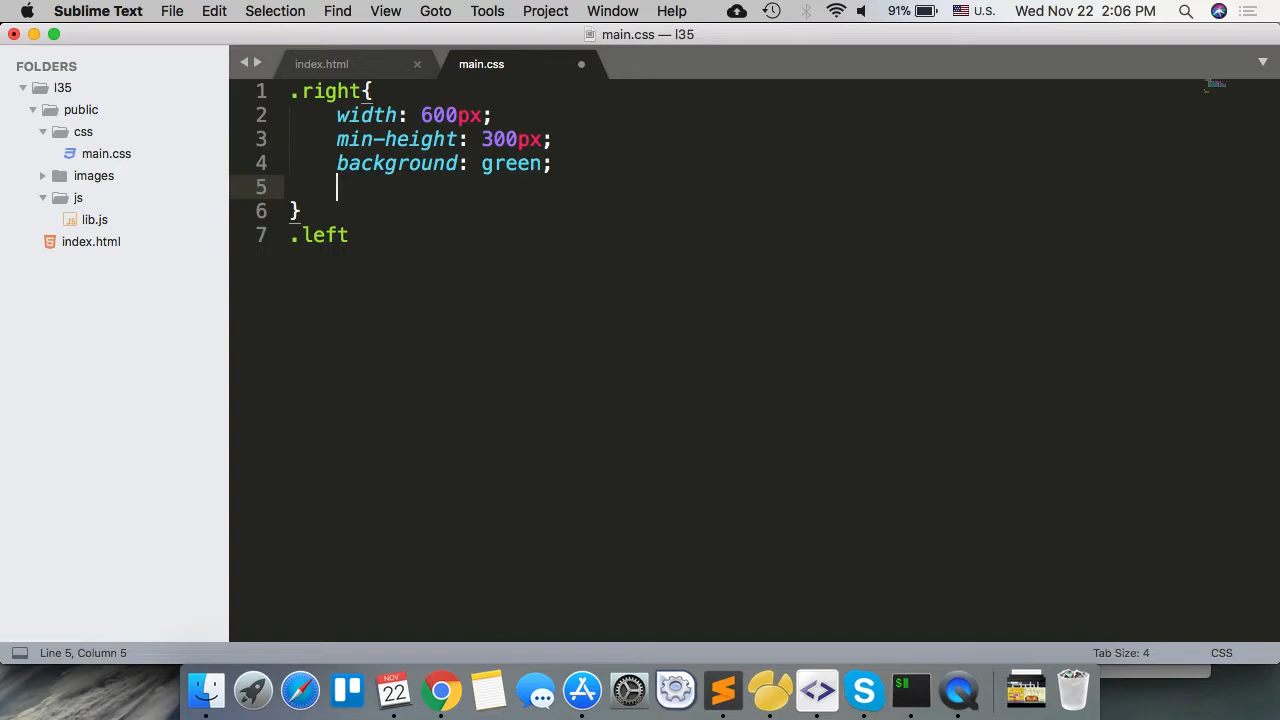 Sublime Text File Edit Selection Find View Goto Tools Project Window Help 91% U.S. Wed Nov 22 2:06 PM
main.css — l35
FOLDERS
l35
public
css
main.css
images
js
JS lib.js
5 index.html
index.html × main.css
1 .right{
2 width: 600px;
3 min-height: 300px;
4 background: green;
5
6 }
7 .left
Line 5, Column 5 Tab Size: 4 CSS
NOV
22